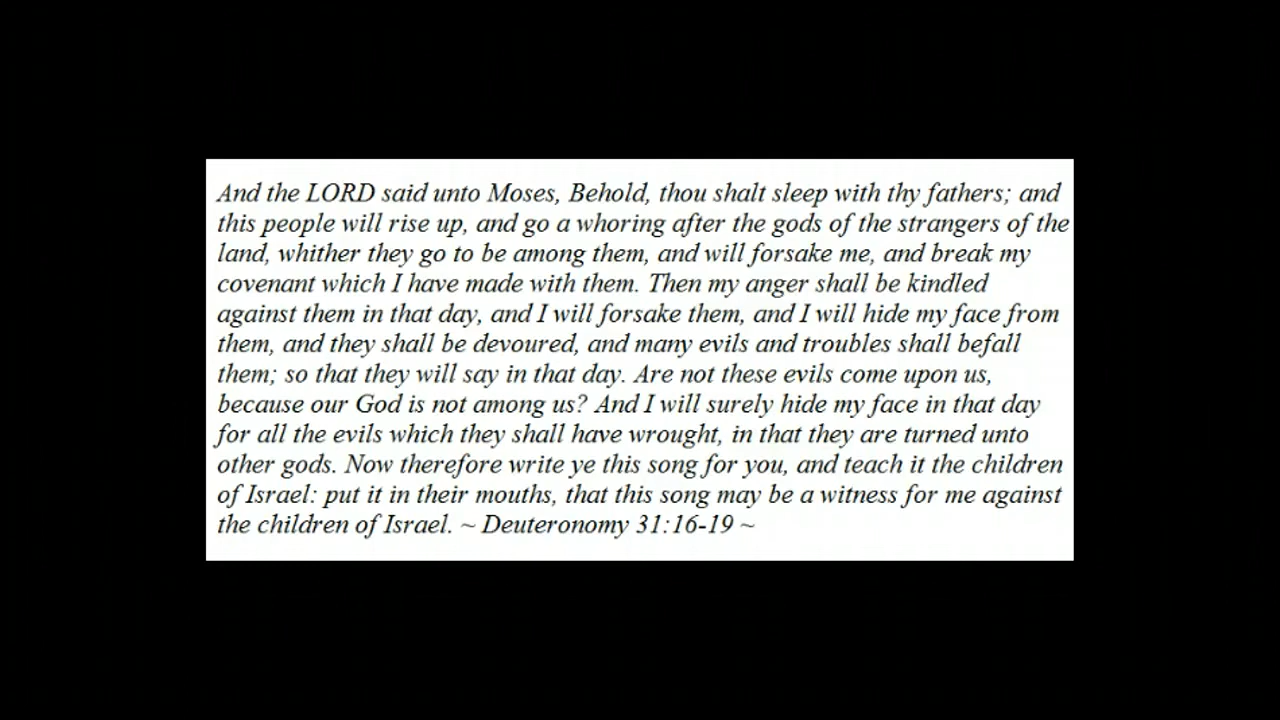 And the LORD said unto Moses, Behold, thou shalt sleep with thy fathers; and
this people will rise up, and go a whoring after the gods of the strangers of the
land, whither they go to be among them, and will forsake me, and break my
covenant which I have made with them. Then my anger shall be kindled
against them in that day, and I will forsake them, and I will hide my face from
them, and they shall be devoured, and many evils and troubles shall befall
them; so that they will say in that day. Are not these evils come upon us,
because our God is not among us? And I will surely hide my face in that day
for all the evils which they shall have wrought, in that they are turned unto
other gods. Now therefore write ye this song for you, and teach it the children
of Israel: put it in their mouths, that this song may be a witness for me against
the children of Israel. ~ Deuteronomy 31:16-19 ~